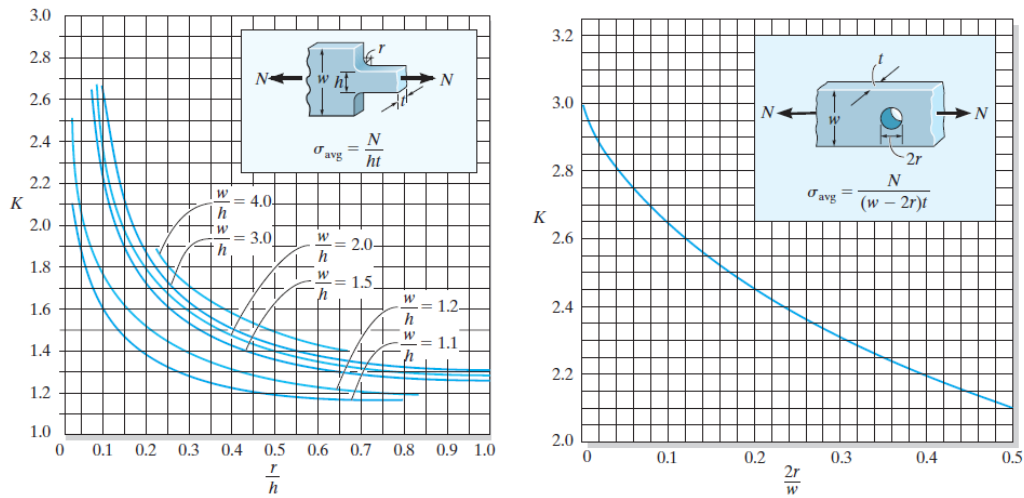 3.0
2.8
2.6
2.4
2.2
2.0
1.8
1.6
1.4
1.2
1.0
K
0 0.1 0.2 0.3 0.4 0.5 0.6 0.7 0.8 0.9 1.0
r/h
N w h r t N
σavg = N/ht
w/h = 4.0
w/h = 3.0
w/h = 2.0
w/h = 1.5
w/h = 1.2
w/h = 1.1
3.2
3.0
2.8
2.6
2.4
2.2
2.0
K
0 0.1 0.2 0.3 0.4 0.5
2r/w
t
N w N
2r
σavg = N/(w − 2r)t